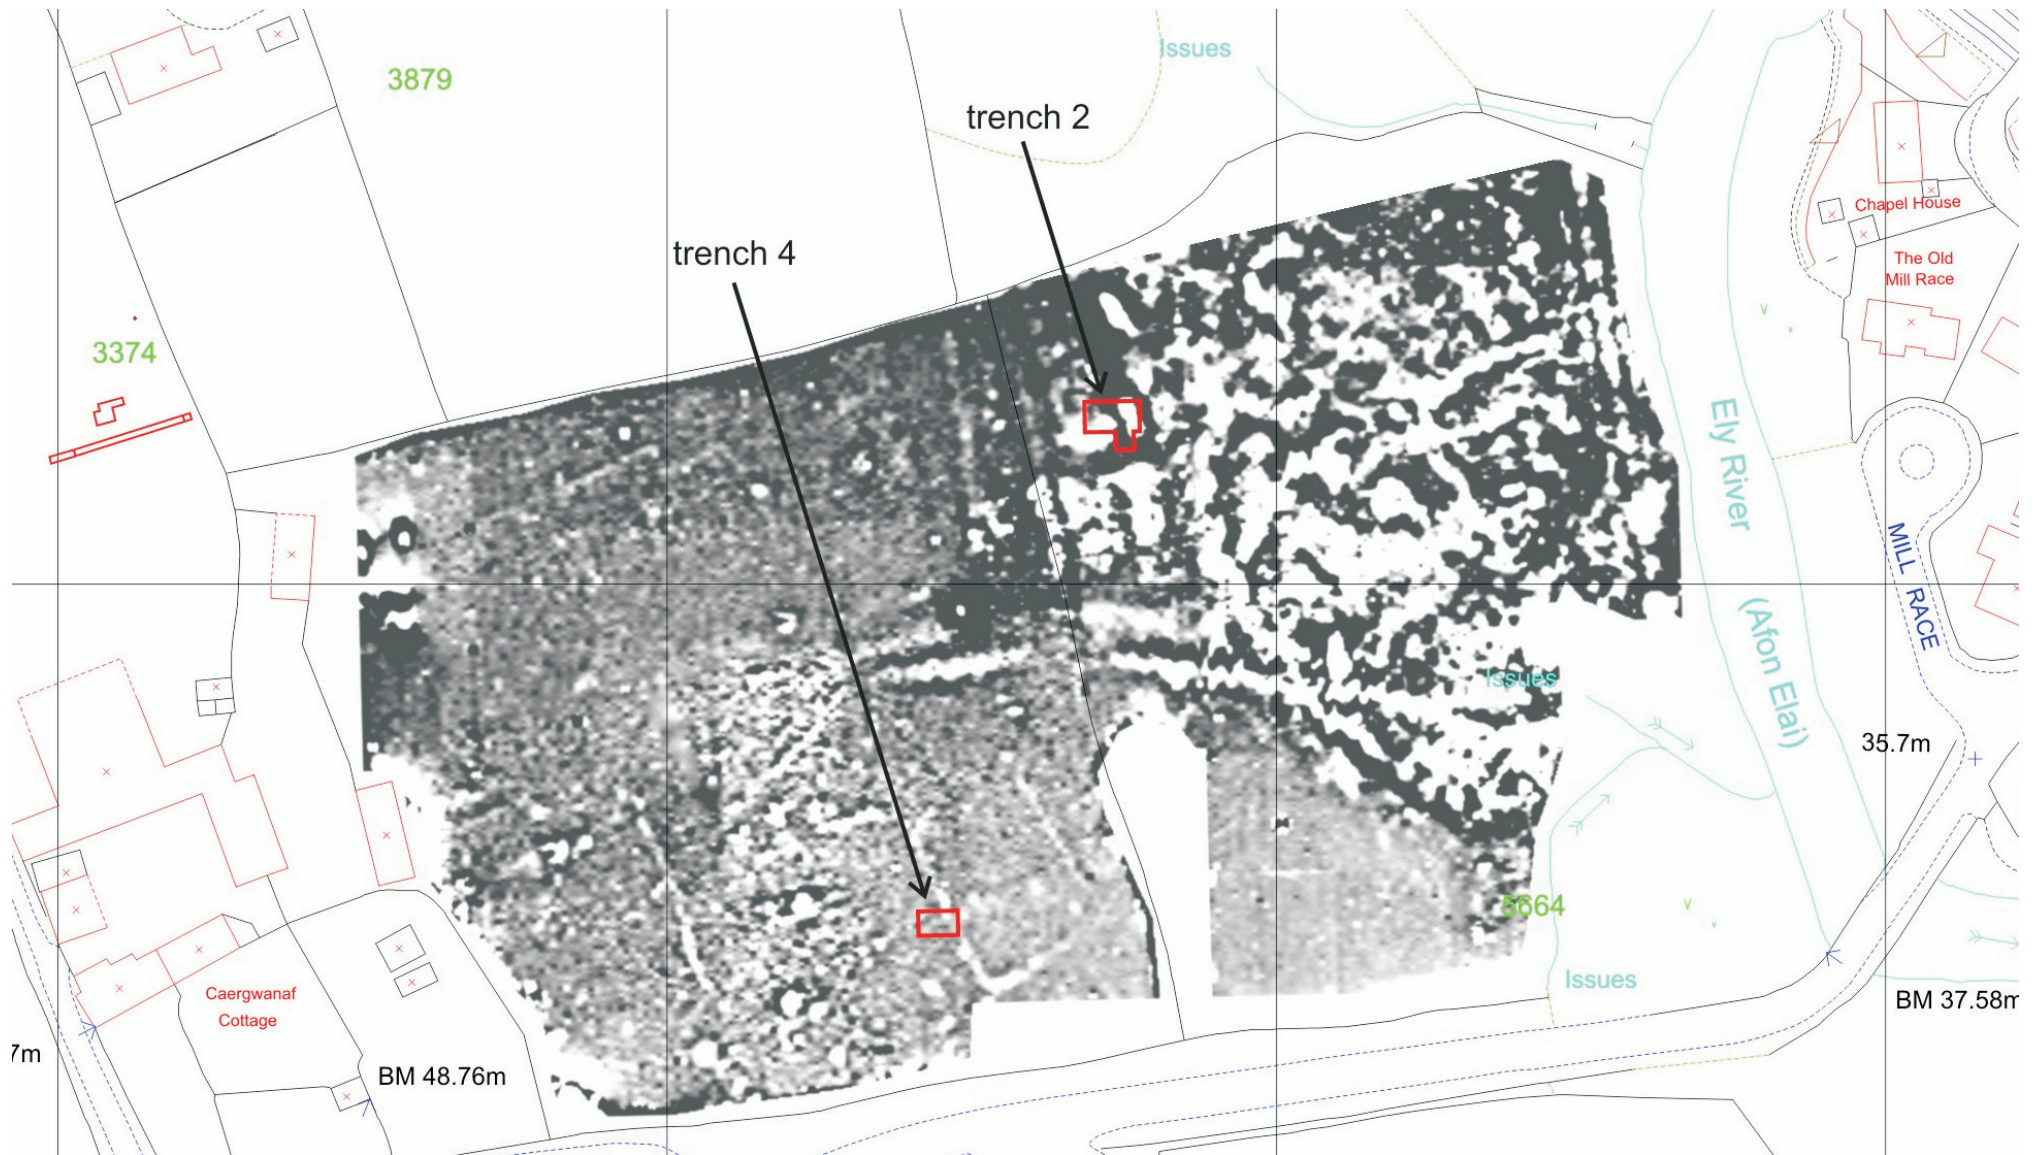 Issues
3879
trench 2
Chapel House
trench 4
The Old
Mill Race
3374
Ely River
(Afon Elai)
MILL RACE
Issues
35.7m
5664
Issues
Caergwanaf
Cottage
BM 37.58m
7m
BM 48.76m